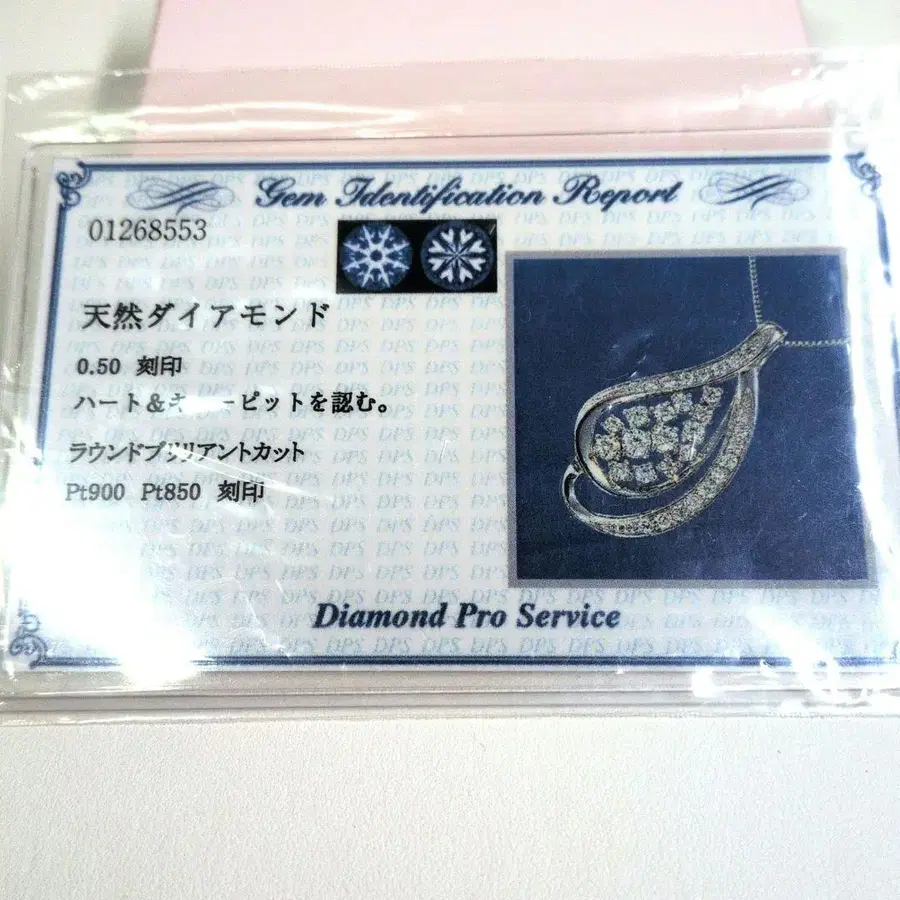 Gem Identification Report
01268553
天然ダイアモンド
0.50 刻印
ハート&キューピットを認む。
ラウンドブリリアントカット
Pt900 Pt850 刻印
Diamond Pro Service